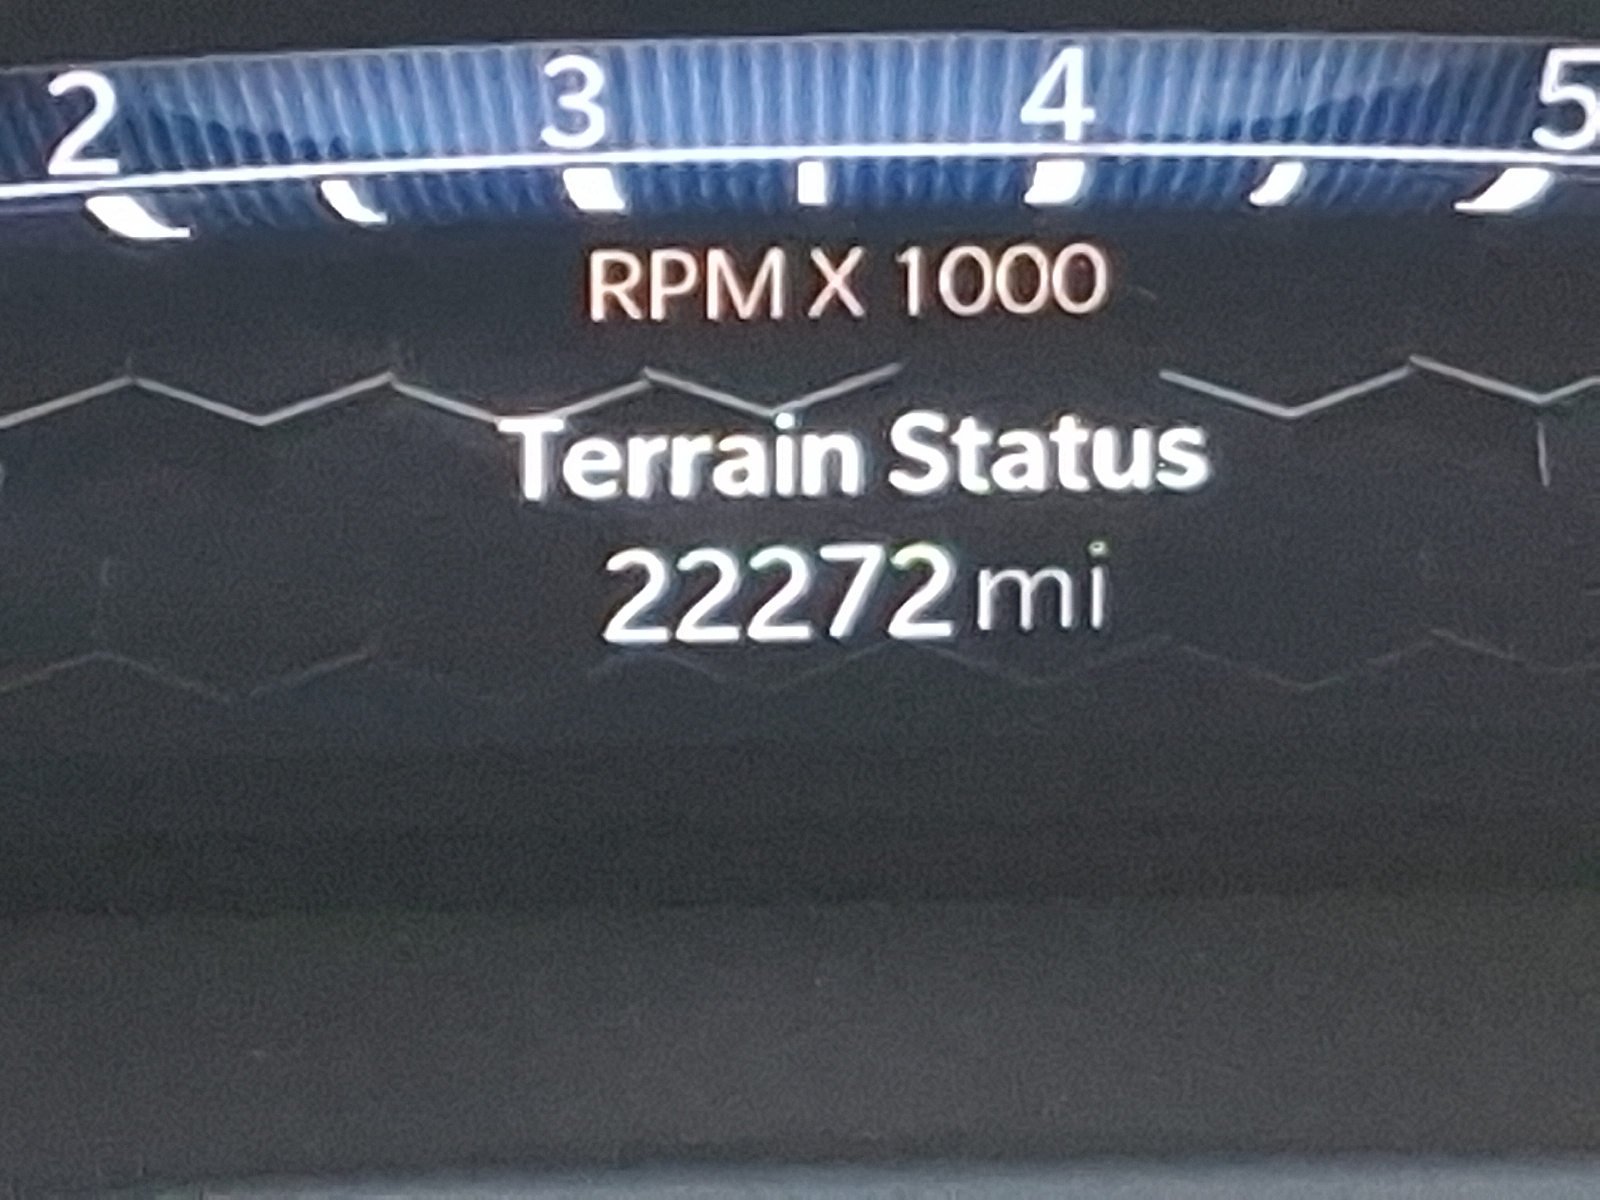 2 3 4 5
RPM X 1000
Terrain Status
22272 mi